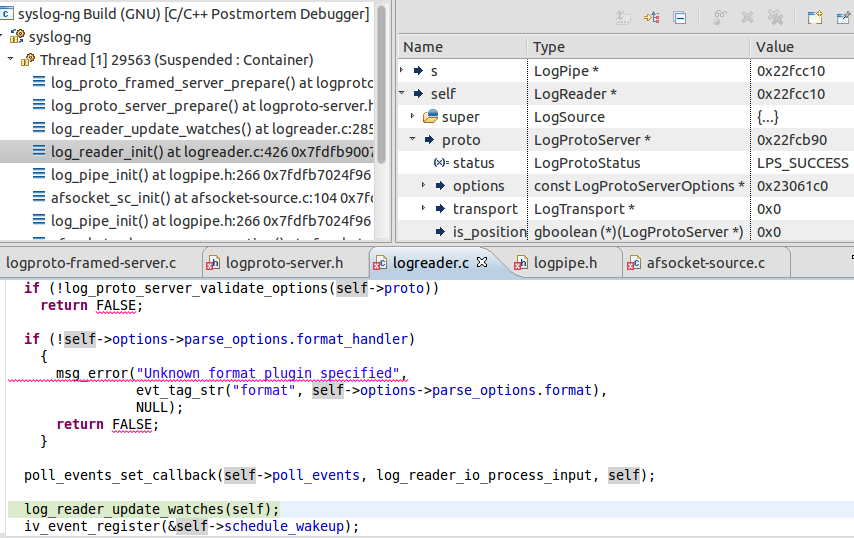 syslog-ng Build (GNU) [C/C++ Postmortem Debugger]
syslog-ng
Thread [1] 29563 (Suspended : Container)
log_proto_framed_server_prepare() at logproto
log_proto_server_prepare() at logproto-server.h
log_reader_update_watches() at logreader.c:285
log_reader_init() at logreader.c:426 0x7fdfb9007
log_pipe_init() at logpipe.h:266 0x7fdfb7024f96
afsocket_sc_init() at afsocket-source.c:104 0x7fd
log_pipe_init() at logpipe.h:266 0x7fdfb7024f96
Name Type Value
s LogPipe * 0x22fcc10
self LogReader * 0x22fcc10
super LogSource {...}
proto LogProtoServer * 0x22fcb90
(x)= status LogProtoStatus LPS_SUCCESS
options const LogProtoServerOptions * 0x23061c0
transport LogTransport * 0x0
is_position gboolean (*)(LogProtoServer *) 0x0
logproto-framed-server.c logproto-server.h logreader.c logpipe.h afsocket-source.c
if (!log_proto_server_validate_options(self->proto))
return FALSE;
if (!self->options->parse_options.format_handler)
{
msg_error("Unknown format plugin specified",
evt_tag_str("format", self->options->parse_options.format),
NULL);
return FALSE;
}
poll_events_set_callback(self->poll_events, log_reader_io_process_input, self);
log_reader_update_watches(self);
iv_event_register(&self->schedule_wakeup);